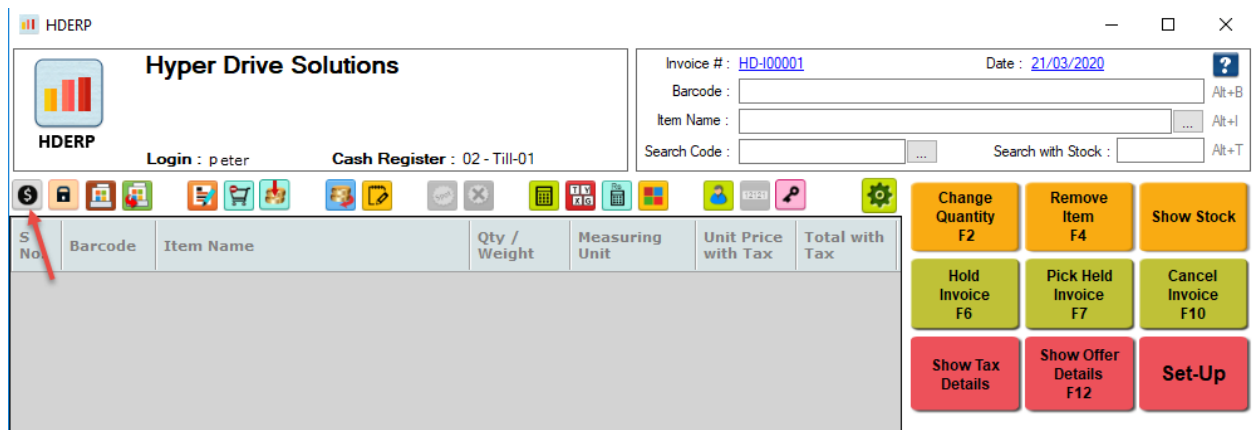 HDERP
Hyper Drive Solutions
HDERP
Login : peter
Cash Register : 02 - Till-01
Invoice # : HD-I00001
Date : 21/03/2020
?
Barcode :
Alt+B
Item Name :
...
Alt+I
Search Code :
...
Search with Stock :
Alt+T
S
No
Barcode
Item Name
Qty /
Weight
Measuring
Unit
Unit Price
with Tax
Total with
Tax
Change
Quantity
F2
Remove
Item
F4
Show Stock
Hold
Invoice
F6
Pick Held
Invoice
F7
Cancel
Invoice
F10
Show Tax
Details
Show Offer
Details
F12
Set-Up